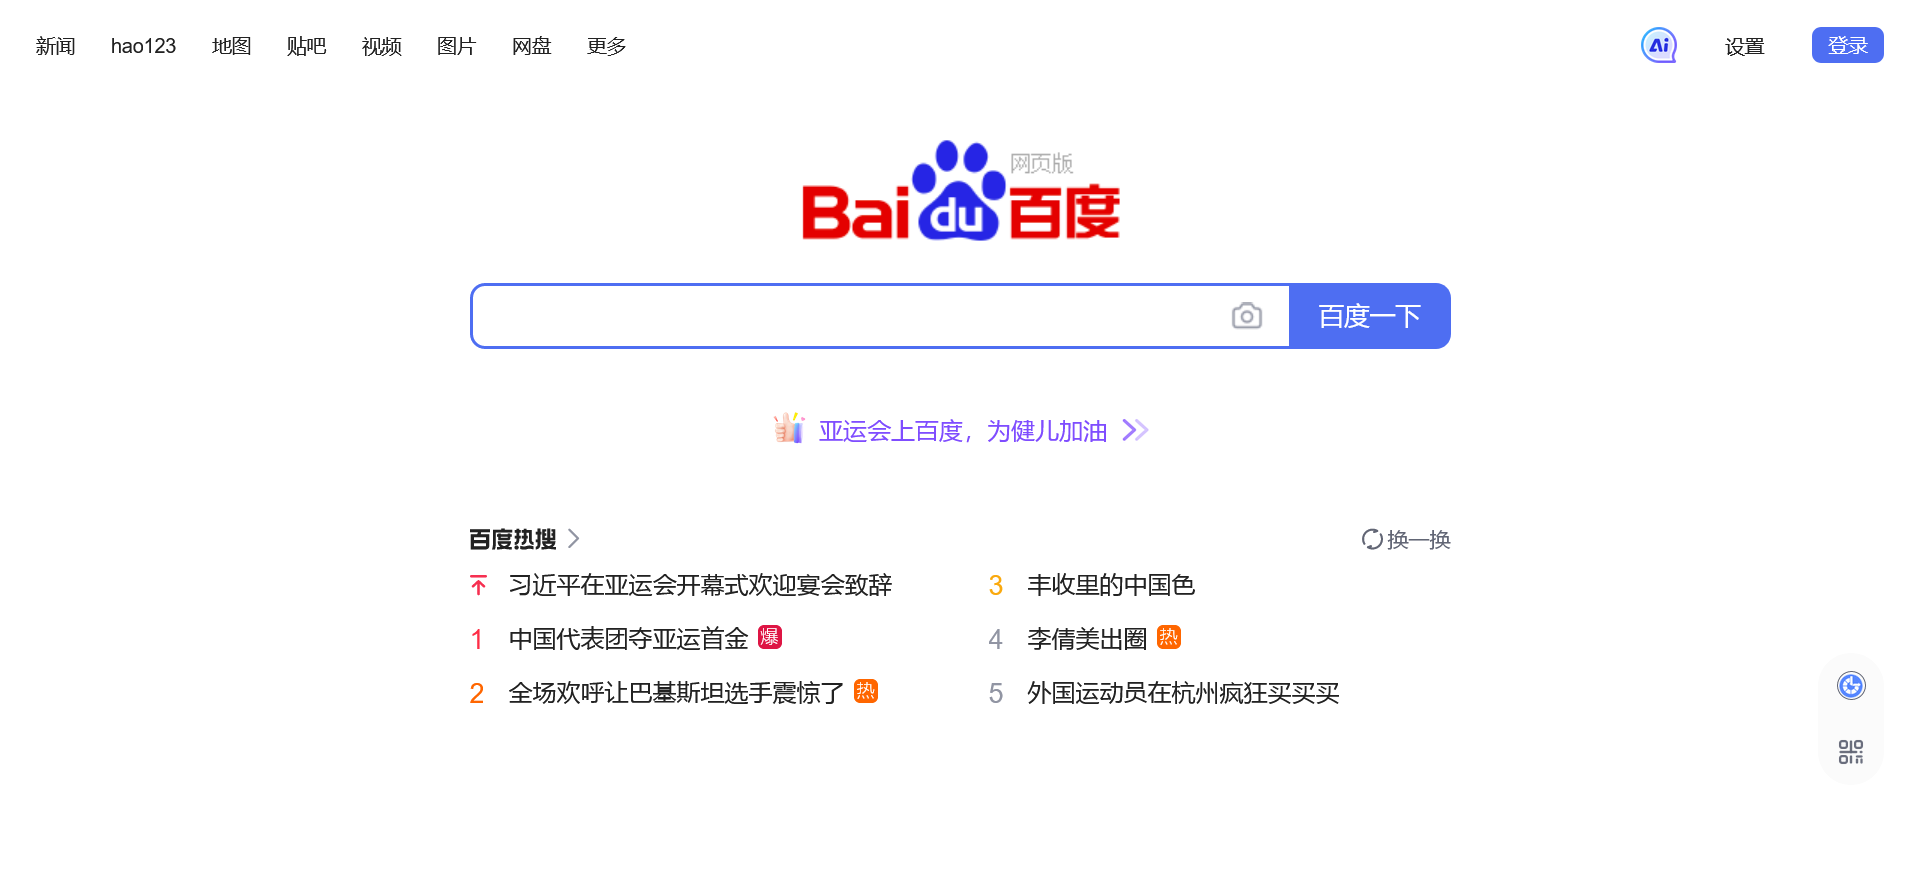 新闻 hao123 地图 贴吧 视频 图片 网盘 更多 Ai 设置 登录
网页版
Bai du 百度
百度一下
亚运会上百度，为健儿加油
百度热搜 换一换
习近平在亚运会开幕式欢迎宴会致辞
1 中国代表团夺亚运首金 爆
2 全场欢呼让巴基斯坦选手震惊了 热
3 丰收里的中国色
4 李倩美出圈 热
5 外国运动员在杭州疯狂买买买